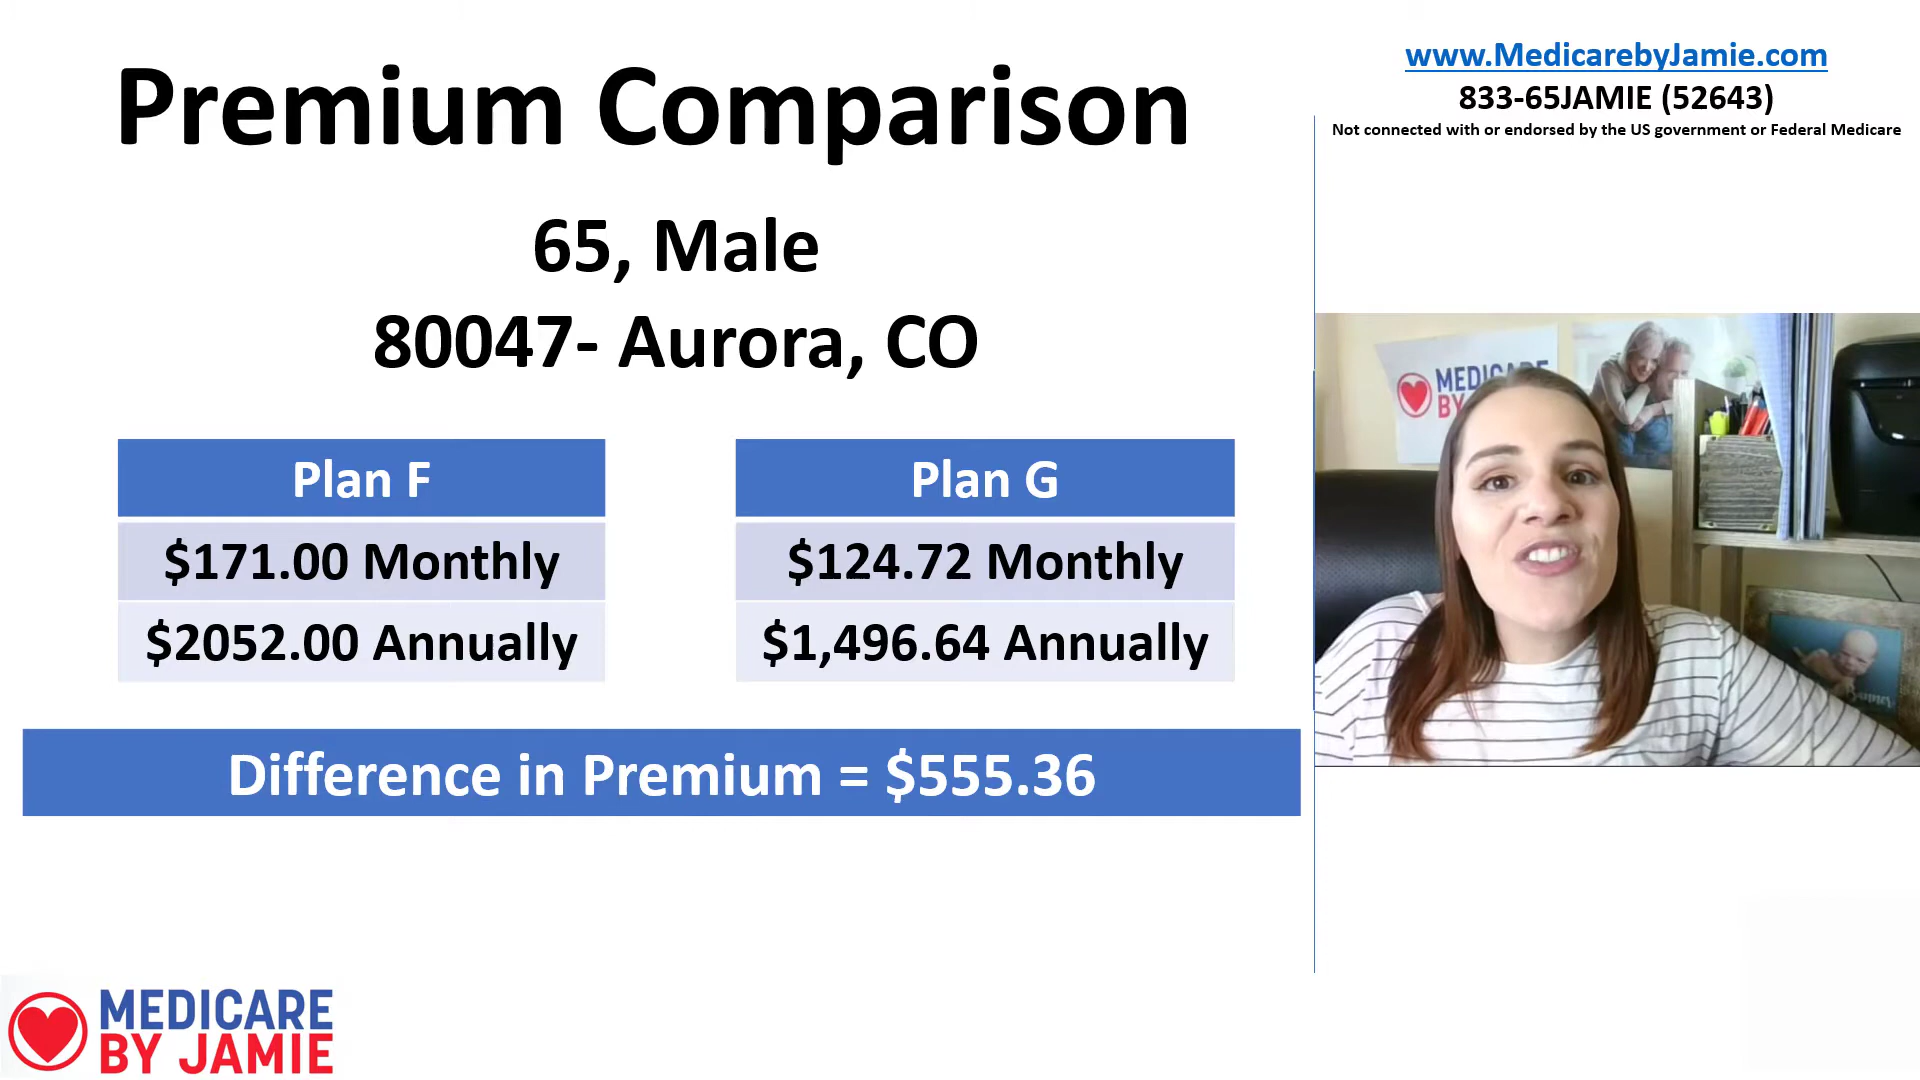 Premium Comparison
65, Male
80047- Aurora, CO
Plan F
$171.00 Monthly
$2052.00 Annually
Plan G
$124.72 Monthly
$1,496.64 Annually
Difference in Premium = $555.36
MEDICARE
BY JAMIE
www.MedicarebyJamie.com
833-65JAMIE (52643)
Not connected with or endorsed by the US government or Federal Medicare
MEDICARE
BY